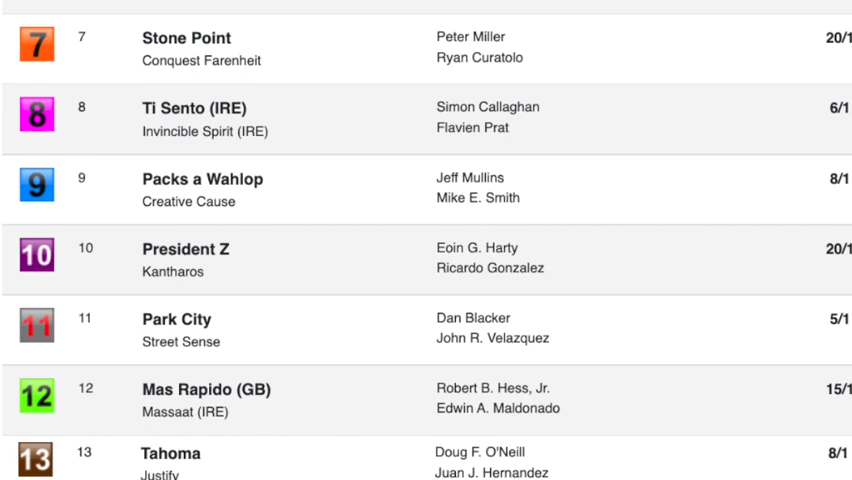 7 7 Stone Point Peter Miller 20/1
Conquest Farenheit Ryan Curatolo
8 8 Ti Sento (IRE) Simon Callaghan 6/1
Invincible Spirit (IRE) Flavien Prat
9 9 Packs a Wahlop Jeff Mullins 8/1
Creative Cause Mike E. Smith
10 10 President Z Eoin G. Harty 20/1
Kantharos Ricardo Gonzalez
11 11 Park City Dan Blacker 5/1
Street Sense John R. Velazquez
12 12 Mas Rapido (GB) Robert B. Hess, Jr. 15/1
Massaat (IRE) Edwin A. Maldonado
13 13 Tahoma Doug F. O'Neill 8/1
Justify Juan J. Hernandez